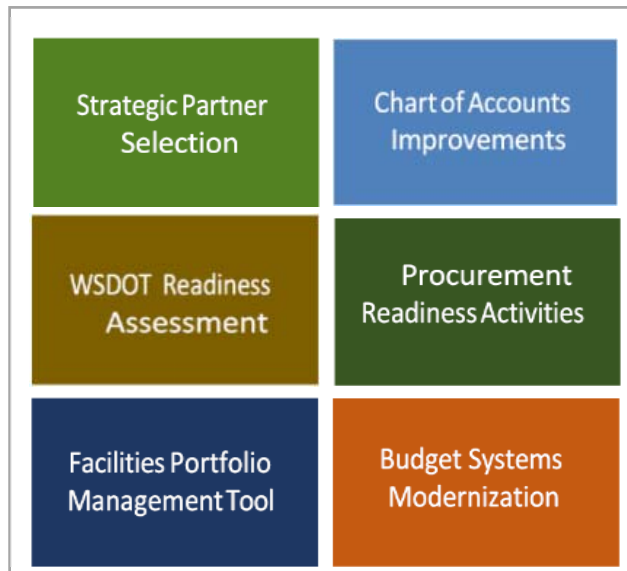 Strategic Partner
Selection
Chart of Accounts
Improvements
WSDOT Readiness
Assessment
Procurement
Readiness Activities
Facilities Portfolio
Management Tool
Budget Systems
Modernization